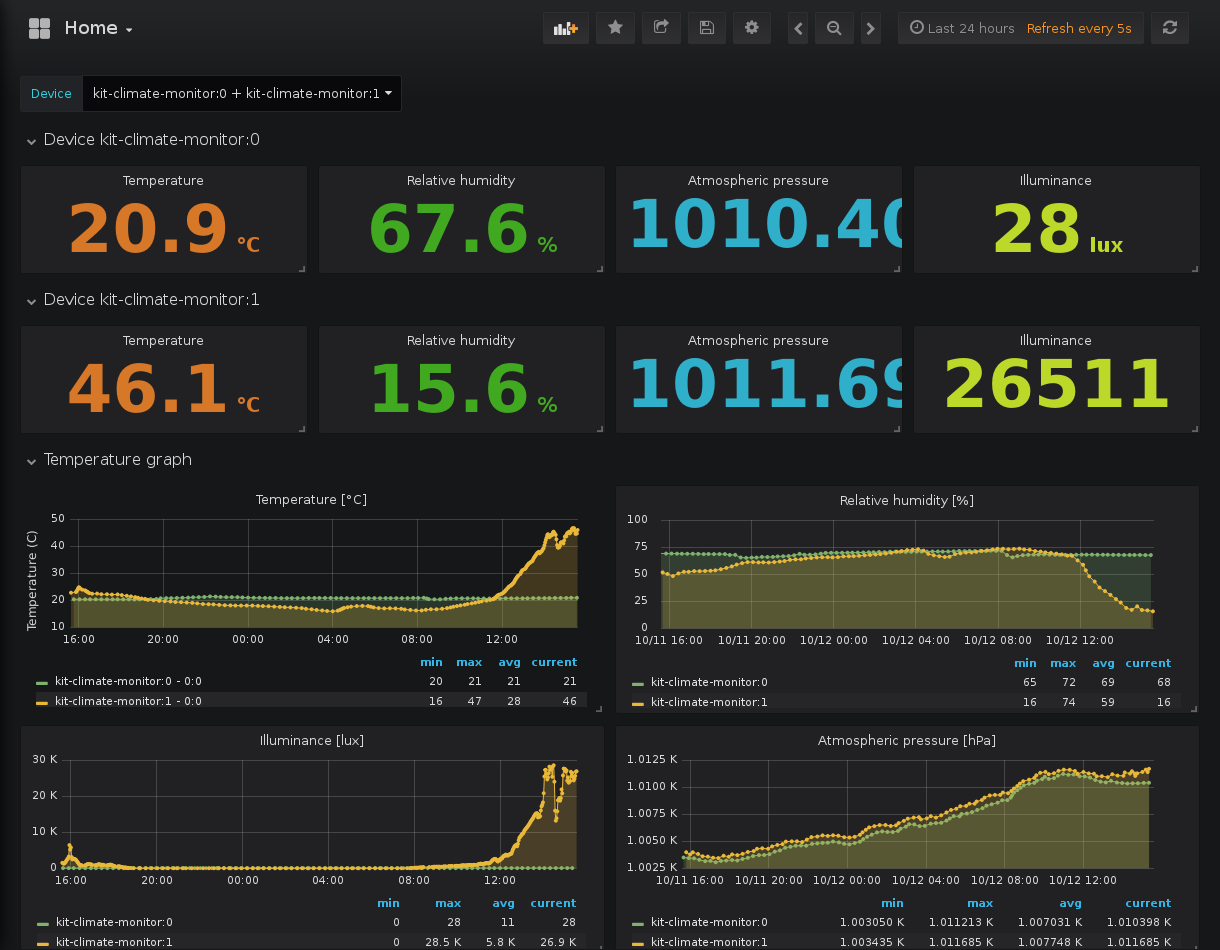 Home
Last 24 hours Refresh every 5s
Device kit-climate-monitor:0 + kit-climate-monitor:1
Device kit-climate-monitor:0
Temperature Relative humidity Atmospheric pressure Illuminance
20.9 °C 67.6 % 1010.40 28 lux
Device kit-climate-monitor:1
Temperature Relative humidity Atmospheric pressure Illuminance
46.1 °C 15.6 % 1011.69 26511
Temperature graph
Temperature [°C]
Temperature (C)
50
40
30
20
10
16:00 20:00 00:00 04:00 08:00 12:00
min max avg current
kit-climate-monitor:0 - 0:0 20 21 21 21
kit-climate-monitor:1 - 0:0 16 47 28 46
Relative humidity [%]
100
75
50
25
0
10/11 16:00 10/11 20:00 10/12 00:00 10/12 04:00 10/12 08:00 10/12 12:00
min max avg current
kit-climate-monitor:0 65 72 69 68
kit-climate-monitor:1 16 74 59 16
Illuminance [lux]
30 K
20 K
10 K
0
16:00 20:00 00:00 04:00 08:00 12:00
min max avg current
kit-climate-monitor:0 0 28 11 28
kit-climate-monitor:1 0 28.5 K 5.8 K 26.9 K
Atmospheric pressure [hPa]
1.0125 K
1.0100 K
1.0075 K
1.0050 K
1.0025 K
10/11 16:00 10/11 20:00 10/12 00:00 10/12 04:00 10/12 08:00 10/12 12:00
min max avg current
kit-climate-monitor:0 1.003050 K 1.011213 K 1.007031 K 1.010398 K
kit-climate-monitor:1 1.003435 K 1.011685 K 1.007748 K 1.011685 K